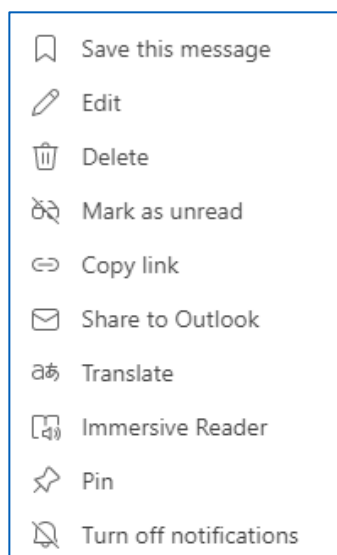 Save this message
Edit
Delete
Mark as unread
Copy link
Share to Outlook
aあ Translate
Immersive Reader
Pin
Turn off notifications